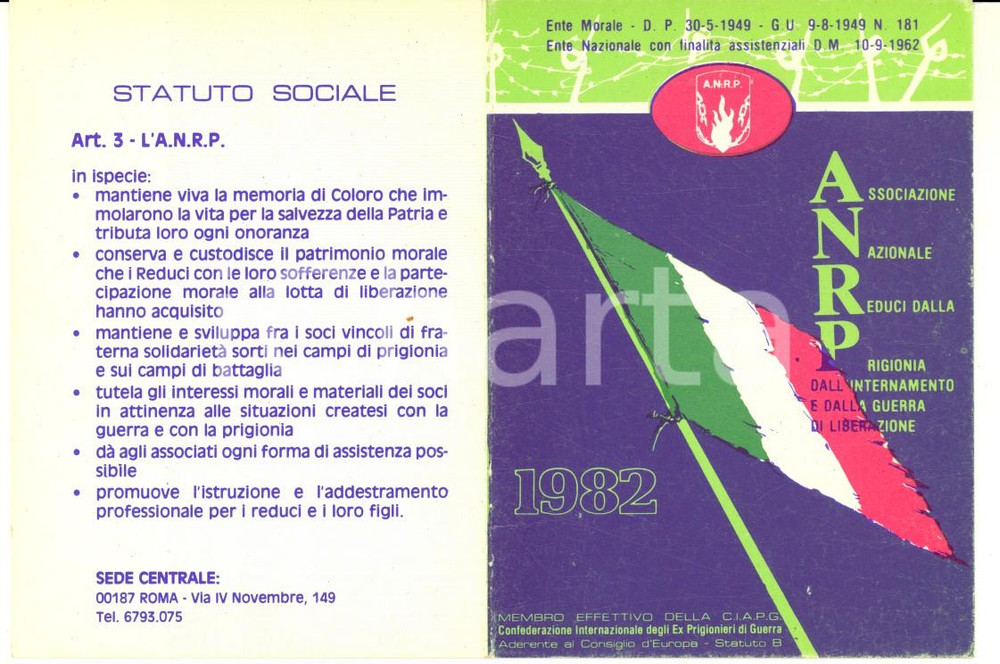 STATUTO SOCIALE
Art. 3 - L'A.N.R.P.
in ispecie:
• mantiene viva la memoria di Coloro che im-
molarono la vita per la salvezza della Patria e
tributa loro ogni onoranza
• conserva e custodisce il patrimonio morale
che i Reduci con le loro sofferenze e la parte-
cipazione morale alla lotta di liberazione
hanno acquisito
• mantiene e sviluppa fra i soci vincoli di fra-
terna solidarietà sorti nei campi di prigionia
e sui campi di battaglia
• tutela gli interessi morali e materiali dei soci
in attinenza alle situazioni createsi con la
guerra e con la prigionia
• dà agli associati ogni forma di assistenza pos-
sibile
• promuove l'istruzione e l'addestramento
professionale per i reduci e i loro figli.
SEDE CENTRALE:
00187 ROMA - Via IV Novembre, 149
Tel. 6793.075
Ente Morale - D. P. 30-5-1949 - G U 9-8-1949 N. 181
Ente Nazionale con finalità assistenziali D M 10-9-1962
A.N.R.P.
ASSOCIAZIONE
NAZIONALE
REDUCI DALLA
PRIGIONIA
DALL'INTERNAMENTO
E DALLA GUERRA
DI LIBERAZIONE
1982
MEMBRO EFFETTIVO DELLA C.I.A.P.G.
Confederazione Internazionale degli Ex Prigionieri di Guerra
Aderente al Consiglio d'Europa - Statuto B